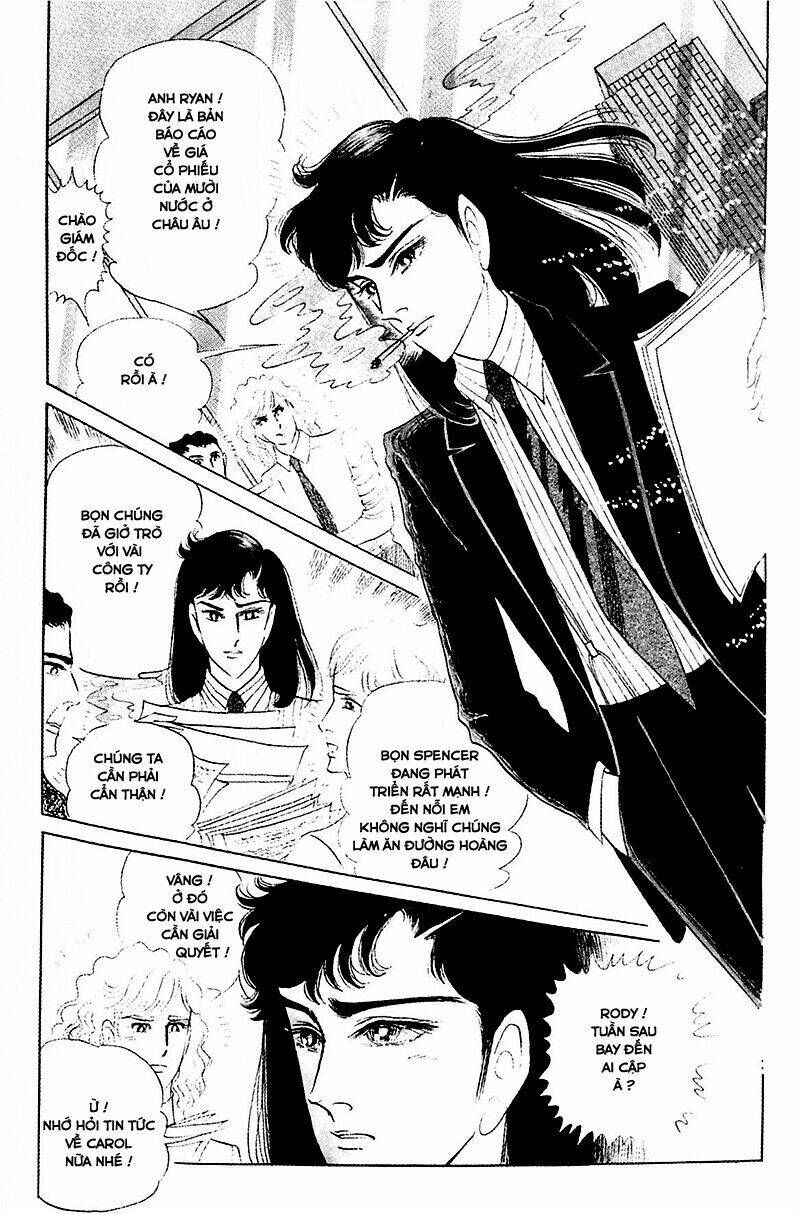 ANH RYAN !
ĐÂY LÀ BẢN
BÁO CÁO
VỀ GIÁ
CỔ PHIẾU
CỦA MƯỜI
NƯỚC Ở
CHÂU ÂU !
CHÀO
GIÁM
ĐỐC !
CÓ
RỒI À !
BỌN CHÚNG
ĐÃ GIỞ TRÒ
VỚI VÀI
CÔNG TY
RỒI !
CHÚNG TA
CẦN PHẢI
CẨN THẬN !
BỌN SPENCER
ĐANG PHÁT
TRIỂN RẤT MẠNH !
ĐẾN NỖI EM
KHÔNG NGHĨ CHÚNG
LÀM ĂN ĐƯỜNG HOÀNG
ĐÂU !
VÂNG !
Ở ĐÓ
CÒN VÀI VIỆC
CẦN GIẢI
QUYẾT !
RODY !
TUẦN SAU
BAY ĐẾN
AI CẬP
À ?
Ừ !
NHỚ HỎI TIN TỨC
VỀ CAROL
NỮA NHÉ !